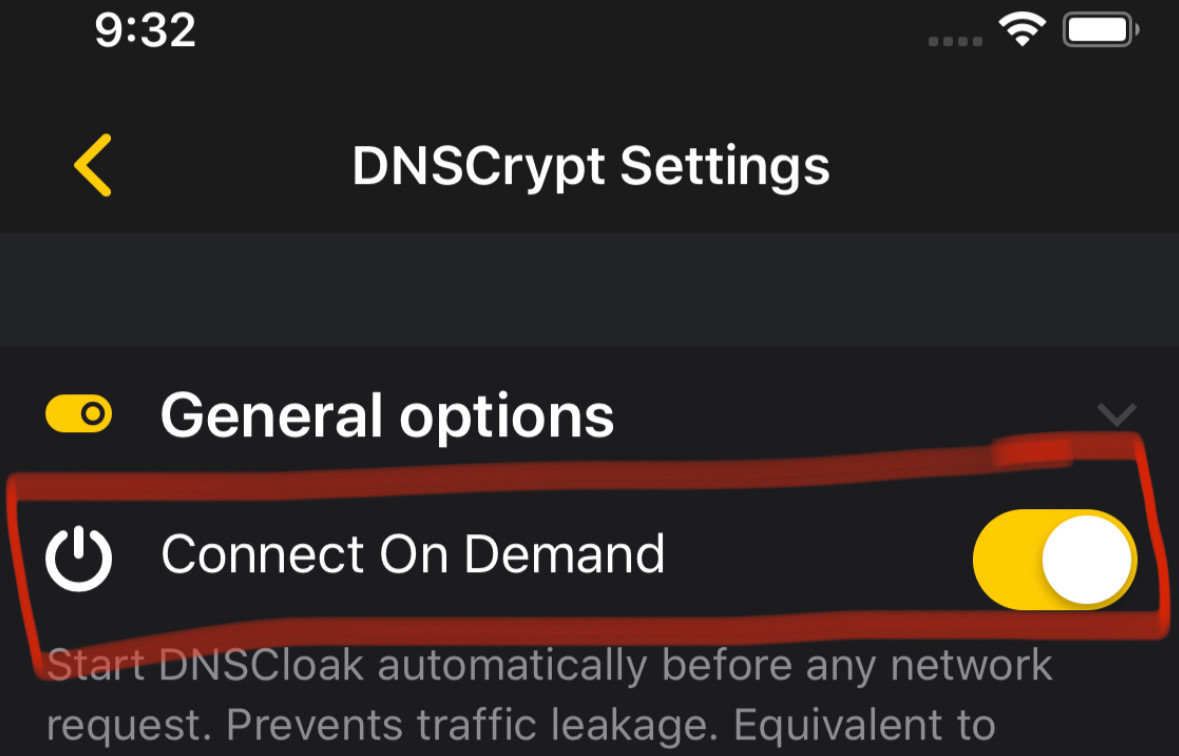 9:32
DNSCrypt Settings
General options
Connect On Demand
Start DNSCloak automatically before any network
request. Prevents traffic leakage. Equivalent to